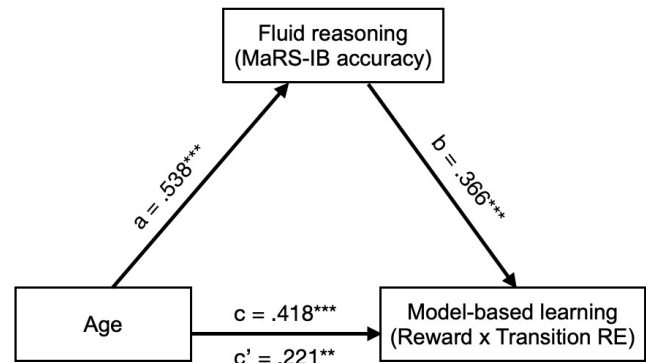 Fluid reasoning
(MaRS-IB accuracy)
a = .538***
b = .366***
Age
c = .418***
c' = .221**
Model-based learning
(Reward x Transition RE)